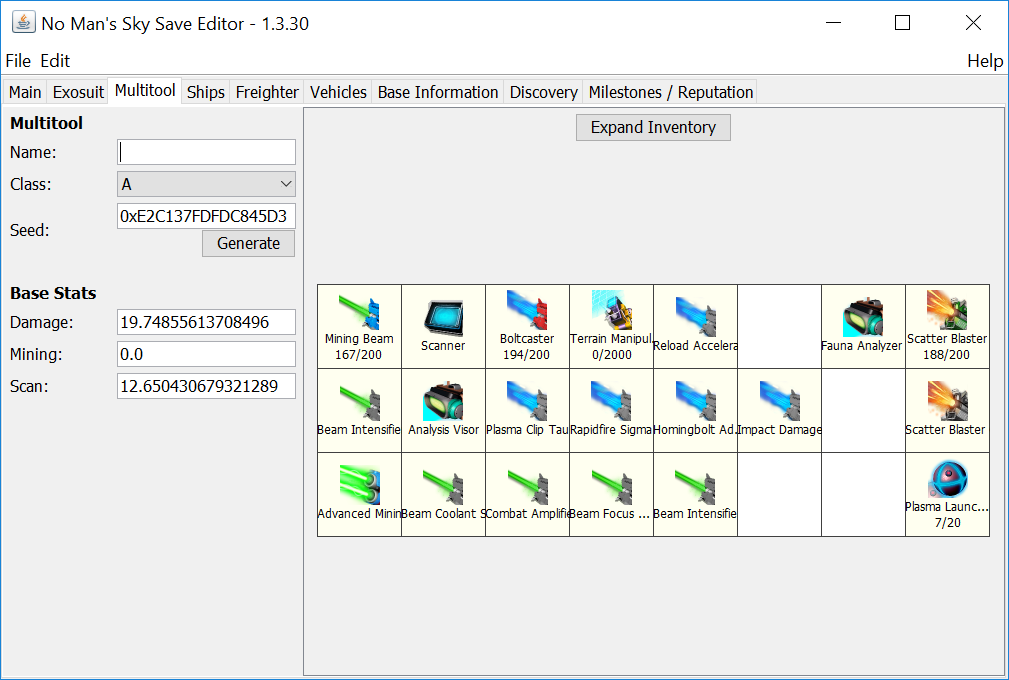 No Man's Sky Save Editor - 1.3.30
File Edit Help
Main Exosuit Multitool Ships Freighter Vehicles Base Information Discovery Milestones / Reputation
Multitool
Expand Inventory
Name:
Class: A
Seed: 0xE2C137FDFDC845D3
Generate
Base Stats
Damage: 19.74855613708496
Mining: 0.0
Scan: 12.650430679321289
Mining Beam Scanner Boltcaster Terrain Manipul Reload Accelera Fauna Analyzer Scatter Blaster
167/200 194/200 0/2000 188/200
Beam Intensifie Analysis Visor Plasma Clip Tau Rapidfire Sigma Homingbolt Ad. Impact Damage Scatter Blaster
Advanced Minin Beam Coolant S Combat Amplifie Beam Focus ... Beam Intensifie Plasma Launc...
7/20